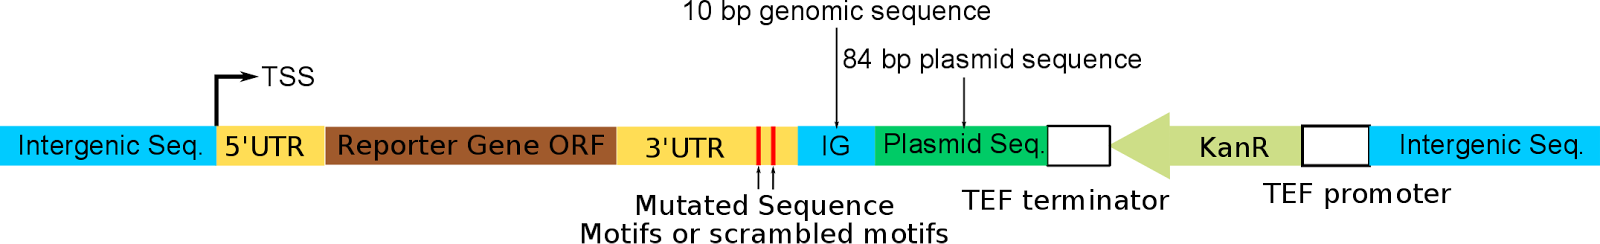 10 bp genomic sequence
84 bp plasmid sequence
TSS
Intergenic Seq.
5'UTR
Reporter Gene ORF
3'UTR
IG
Plasmid Seq.
KanR
Intergenic Seq.
TEF terminator
TEF promoter
Mutated Sequence
Motifs or scrambled motifs